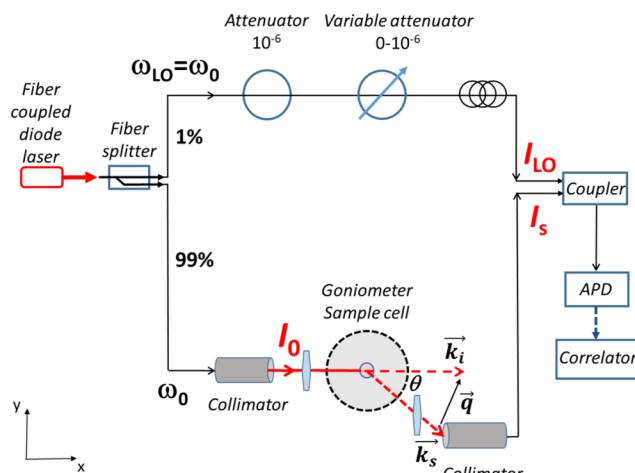 Attenuator
10⁻⁶
Variable attenuator
0-10⁻⁶
ω_LO=ω_0
Fiber
coupled
diode
laser
Fiber
splitter
1%
I_LO
Coupler
I_s
99%
APD
Goniometer
Sample cell
I_0
k_i
Correlator
ω_0
θ
q
Collimator
k_s
y
x
Collimator